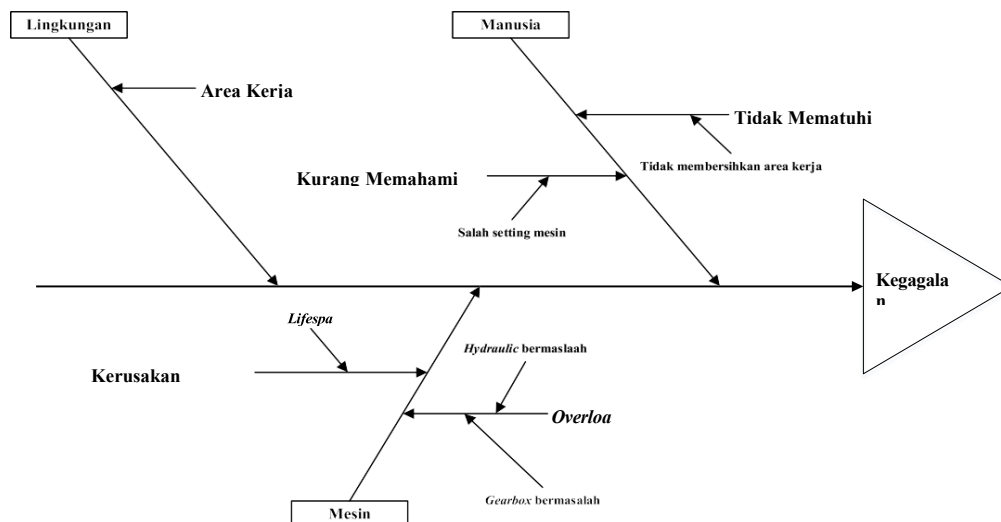 Lingkungan
Manusia
Area Kerja
Tidak Mematuhi
Tidak membersihkan area kerja
Kurang Memahami
Salah setting mesin
Kegagala
n
Lifespa
Hydraulic bermaslaah
Kerusakan
Overloa
Gearbox bermasalah
Mesin